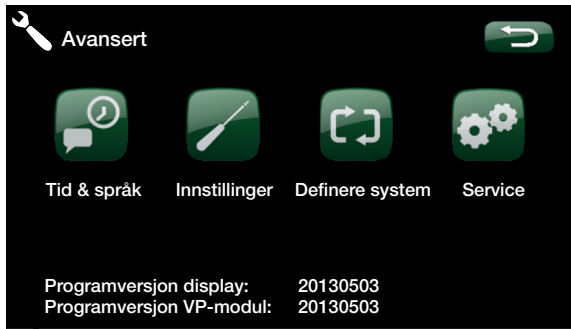 Avansert
Tid & språk Innstillinger Definere system Service
Programversjon display: 20130503
Programversjon VP-modul: 20130503